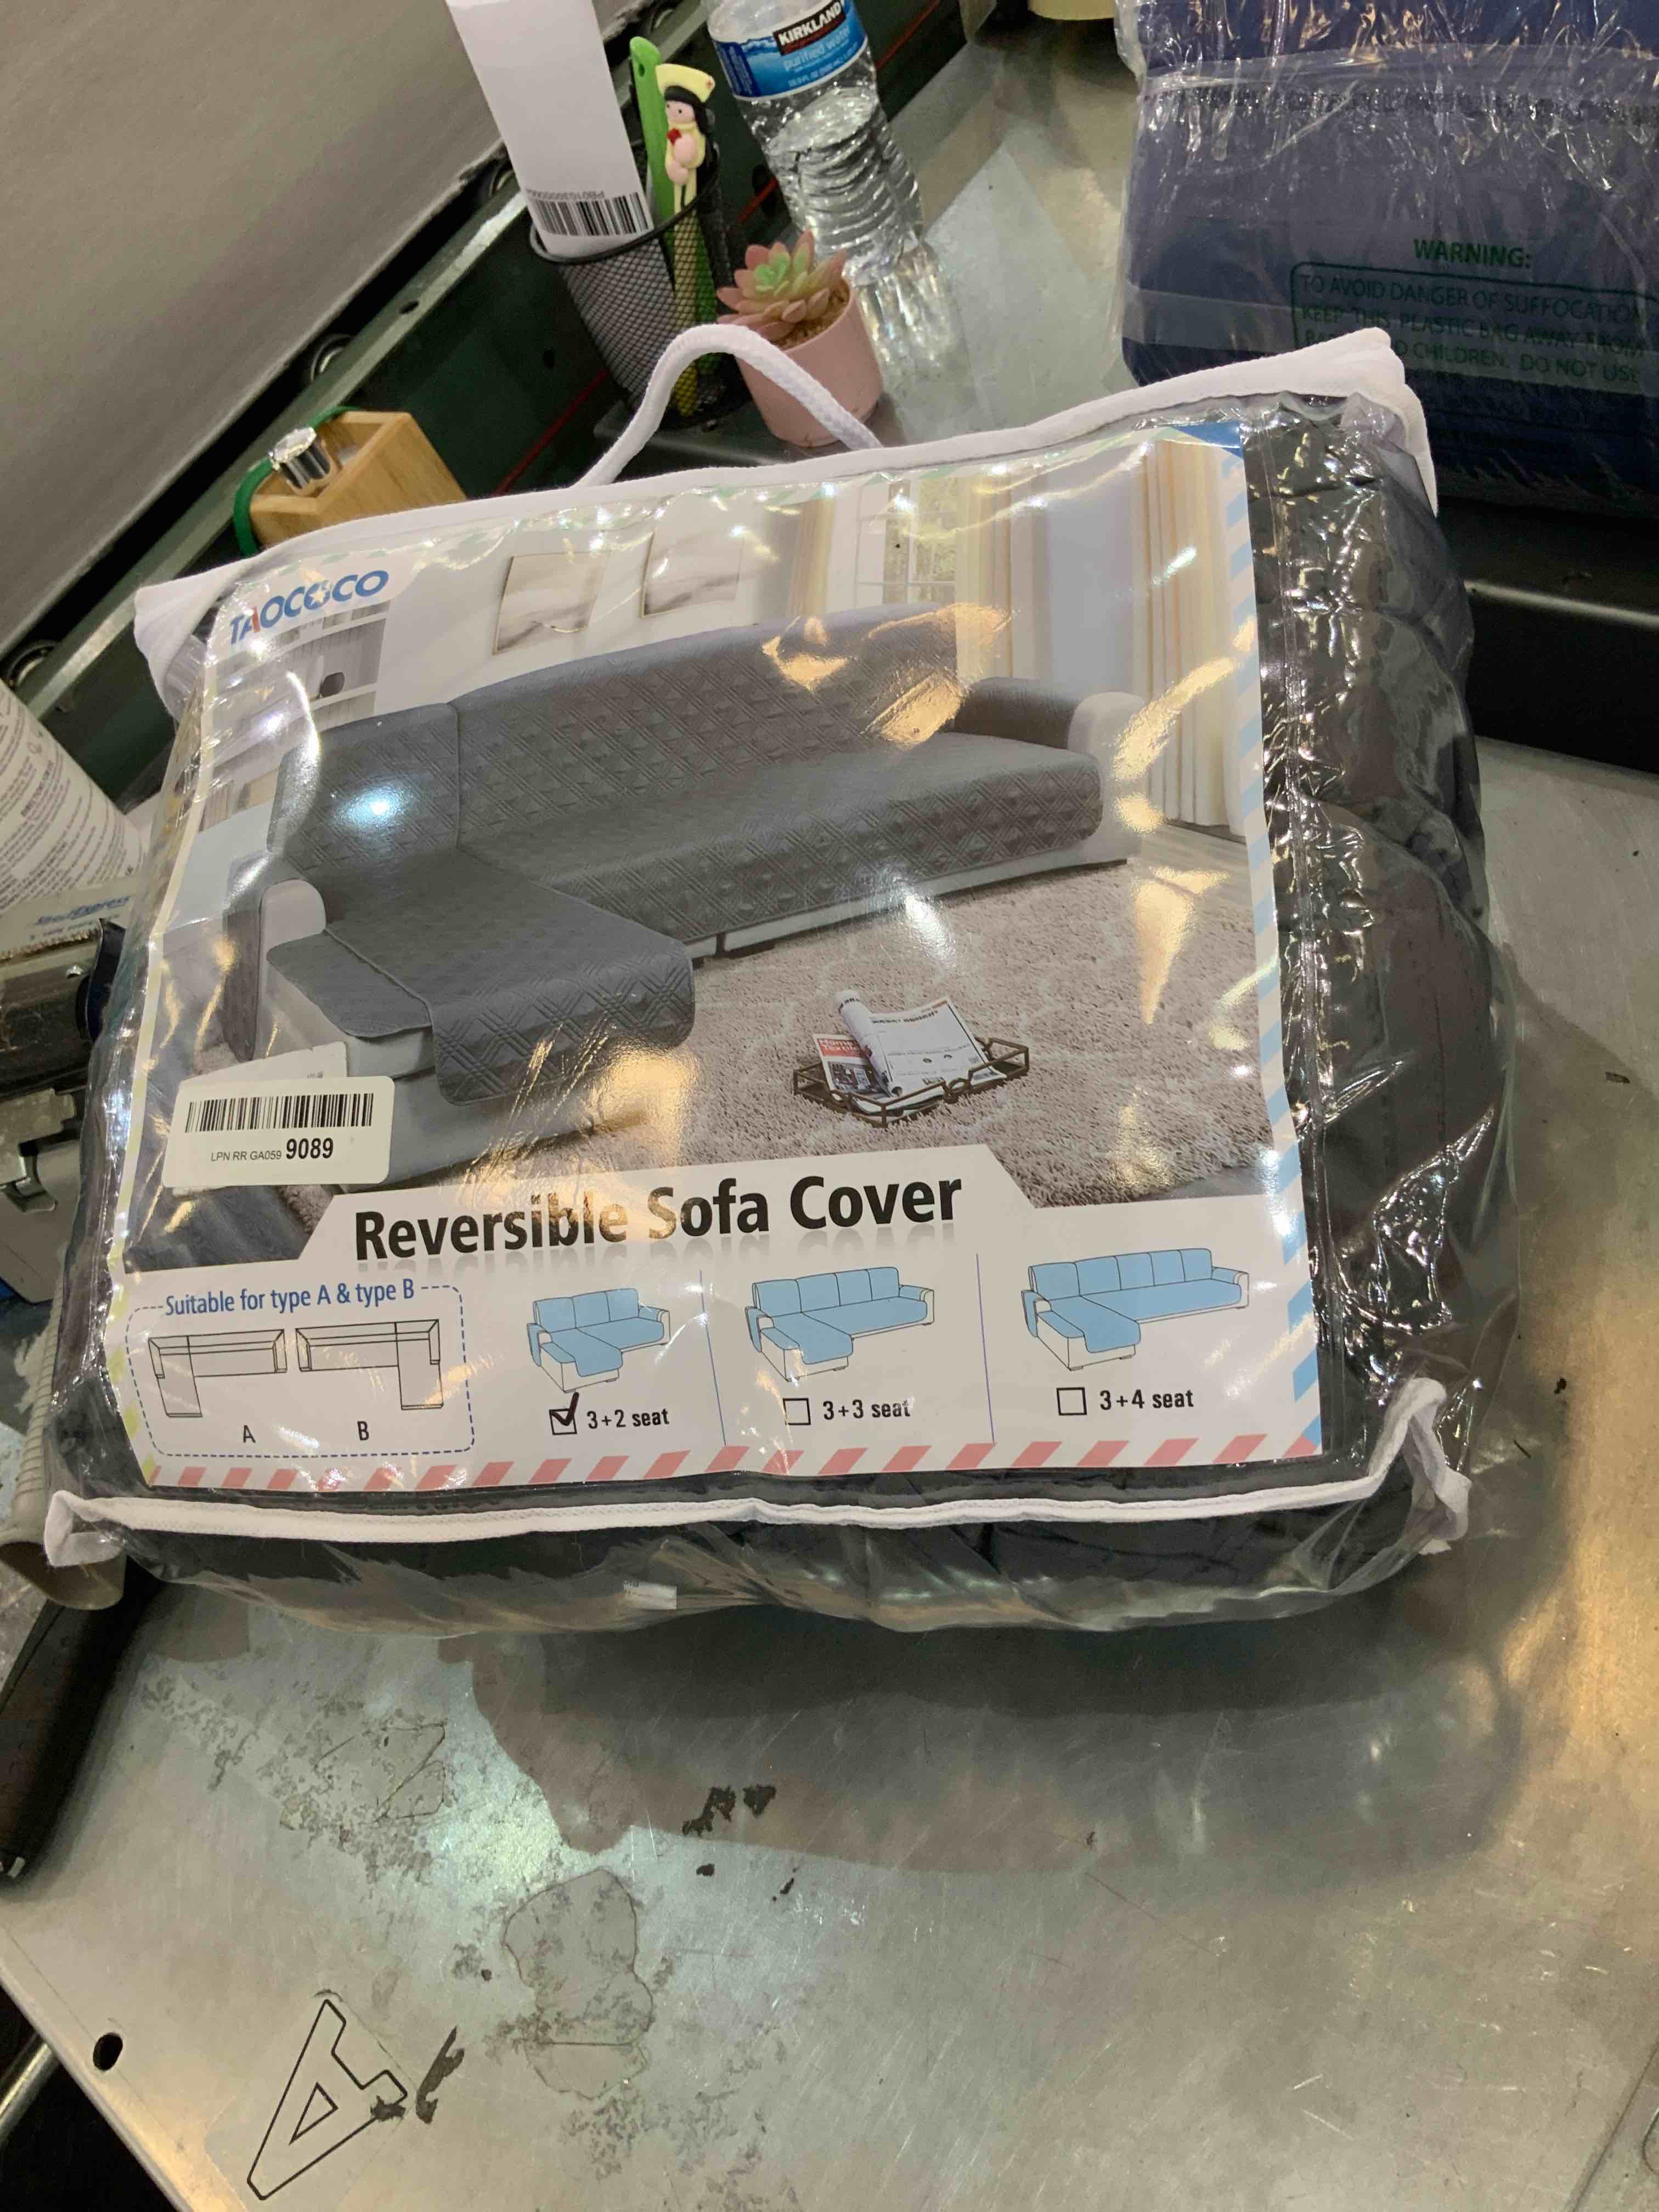 KIRKLAND
purified water
WARNING:
TO AVOID DANGER OF SUFFOCATION
KEEP THIS PLASTIC BAG AWAY FROM
CHILDREN. DO NOT USE
TAOCOCO
LPN RR GA059 9089
Reversible Sofa Cover
Suitable for type A & type B
A B
3+2 seat 3+3 seat 3+4 seat
A